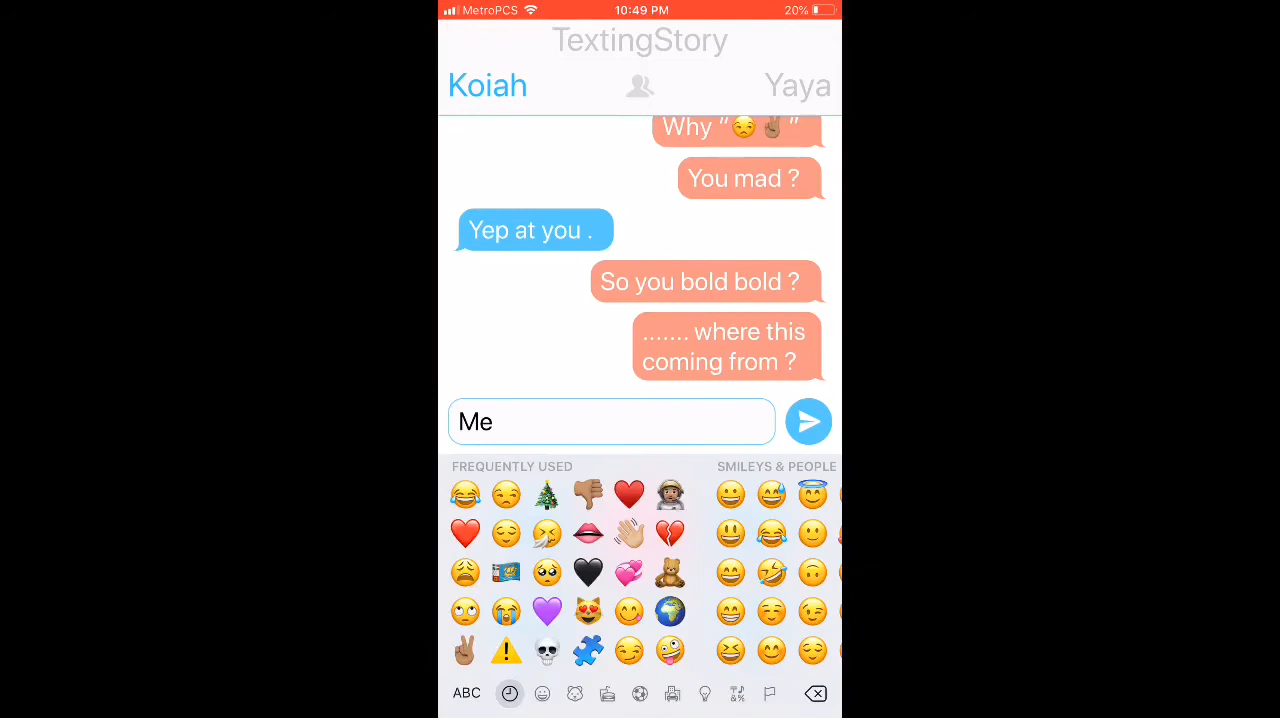 MetroPCS 10:49 PM 20%
TextingStory
Koiah Yaya
Why “😒✌🏽”
You mad ?
Yep at you .
So you bold bold ?
....... where this
coming from ?
Me
FREQUENTLY USED SMILEYS & PEOPLE
ABC